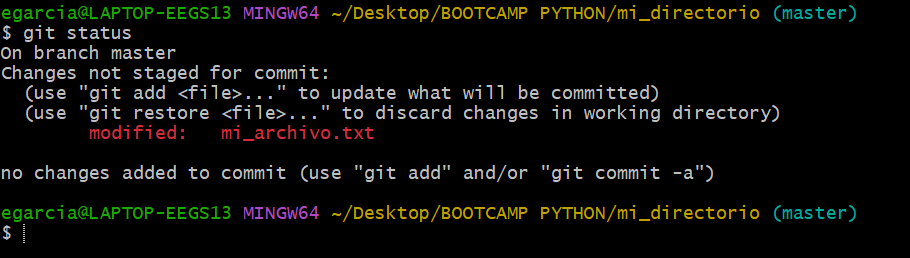 egarcia@LAPTOP-EEGS13 MINGW64 ~/Desktop/BOOTCAMP PYTHON/mi_directorio (master)
$ git status
On branch master
Changes not staged for commit:
  (use "git add <file>..." to update what will be committed)
  (use "git restore <file>..." to discard changes in working directory)
        modified:   mi_archivo.txt

no changes added to commit (use "git add" and/or "git commit -a")

egarcia@LAPTOP-EEGS13 MINGW64 ~/Desktop/BOOTCAMP PYTHON/mi_directorio (master)
$